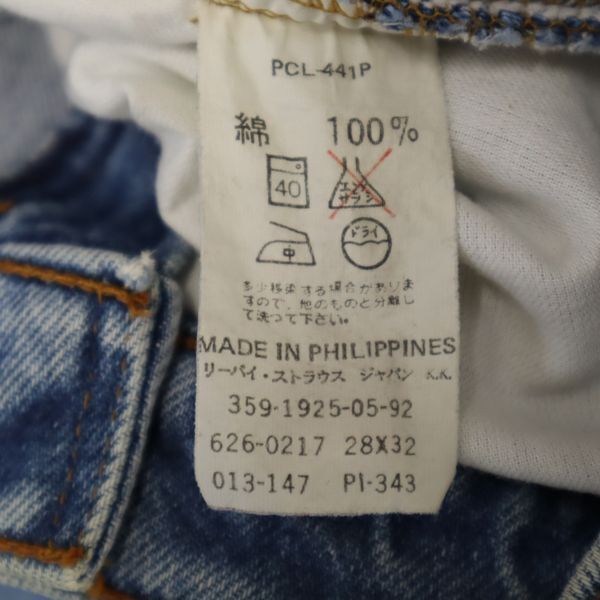 PCL-441P
綿 100%
40 エンソ サラシ
中 ドライ
多少移染する場合がありま
すので、他のものと分離し
て洗って下さい。
MADE IN PHILIPPINES
リーバイ・ストラウス ジャパン K.K.
359-1925-05-92
626-0217 28X32
013-147 PI-343